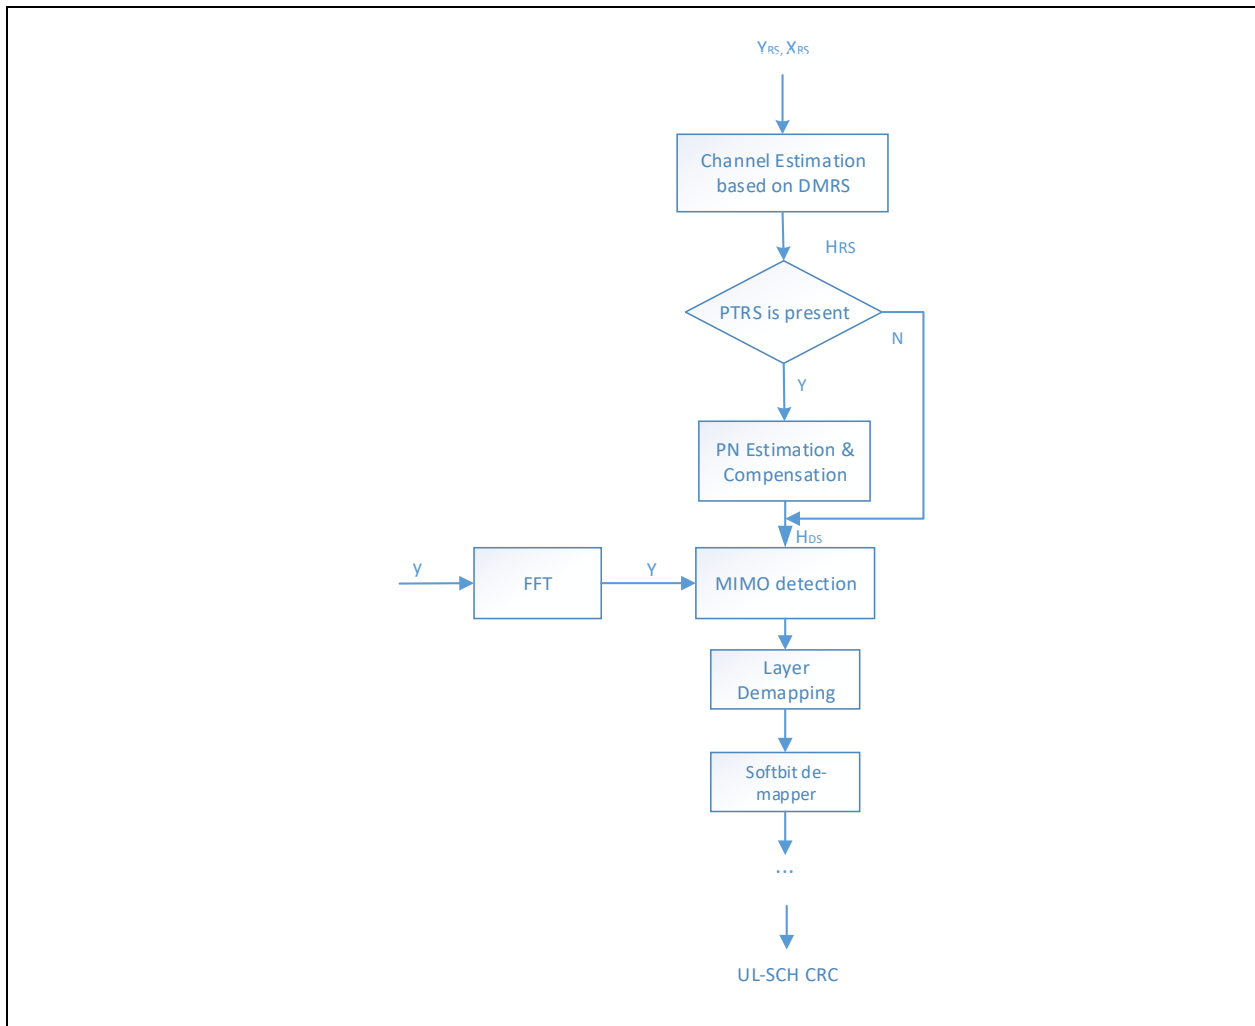 YRS, XRS
Channel Estimation
based on DMRS
HRS
PTRS is present
N
Y
PN Estimation &
Compensation
HDS
y
FFT
Y
MIMO detection
Layer
Demapping
Softbit de-
mapper
...
UL-SCH CRC